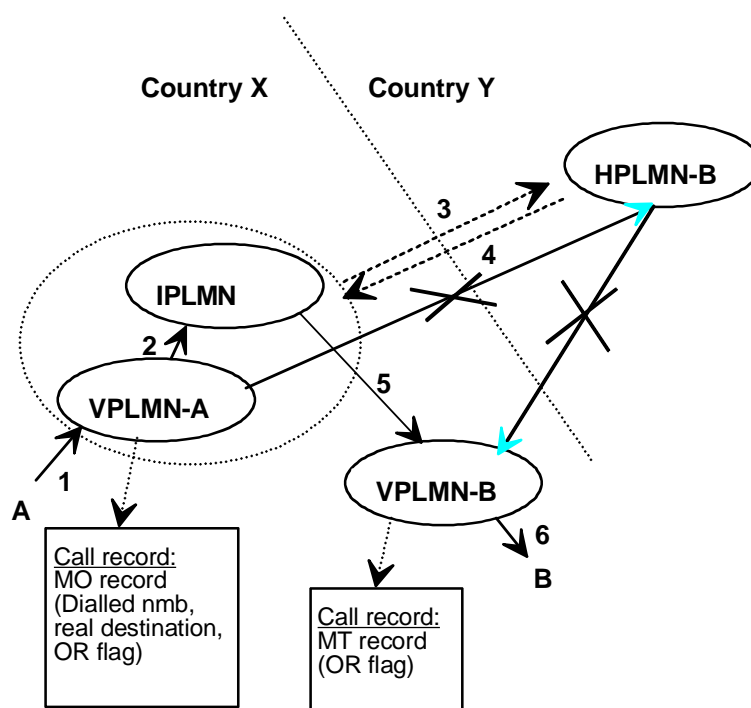 Country X
Country Y
HPLMN-B
3
4
IPLMN
2
5
VPLMN-A
1
A
VPLMN-B
6
B
Call record:
MO record
(Dialled nmb,
real destination,
OR flag)
Call record:
MT record
(OR flag)